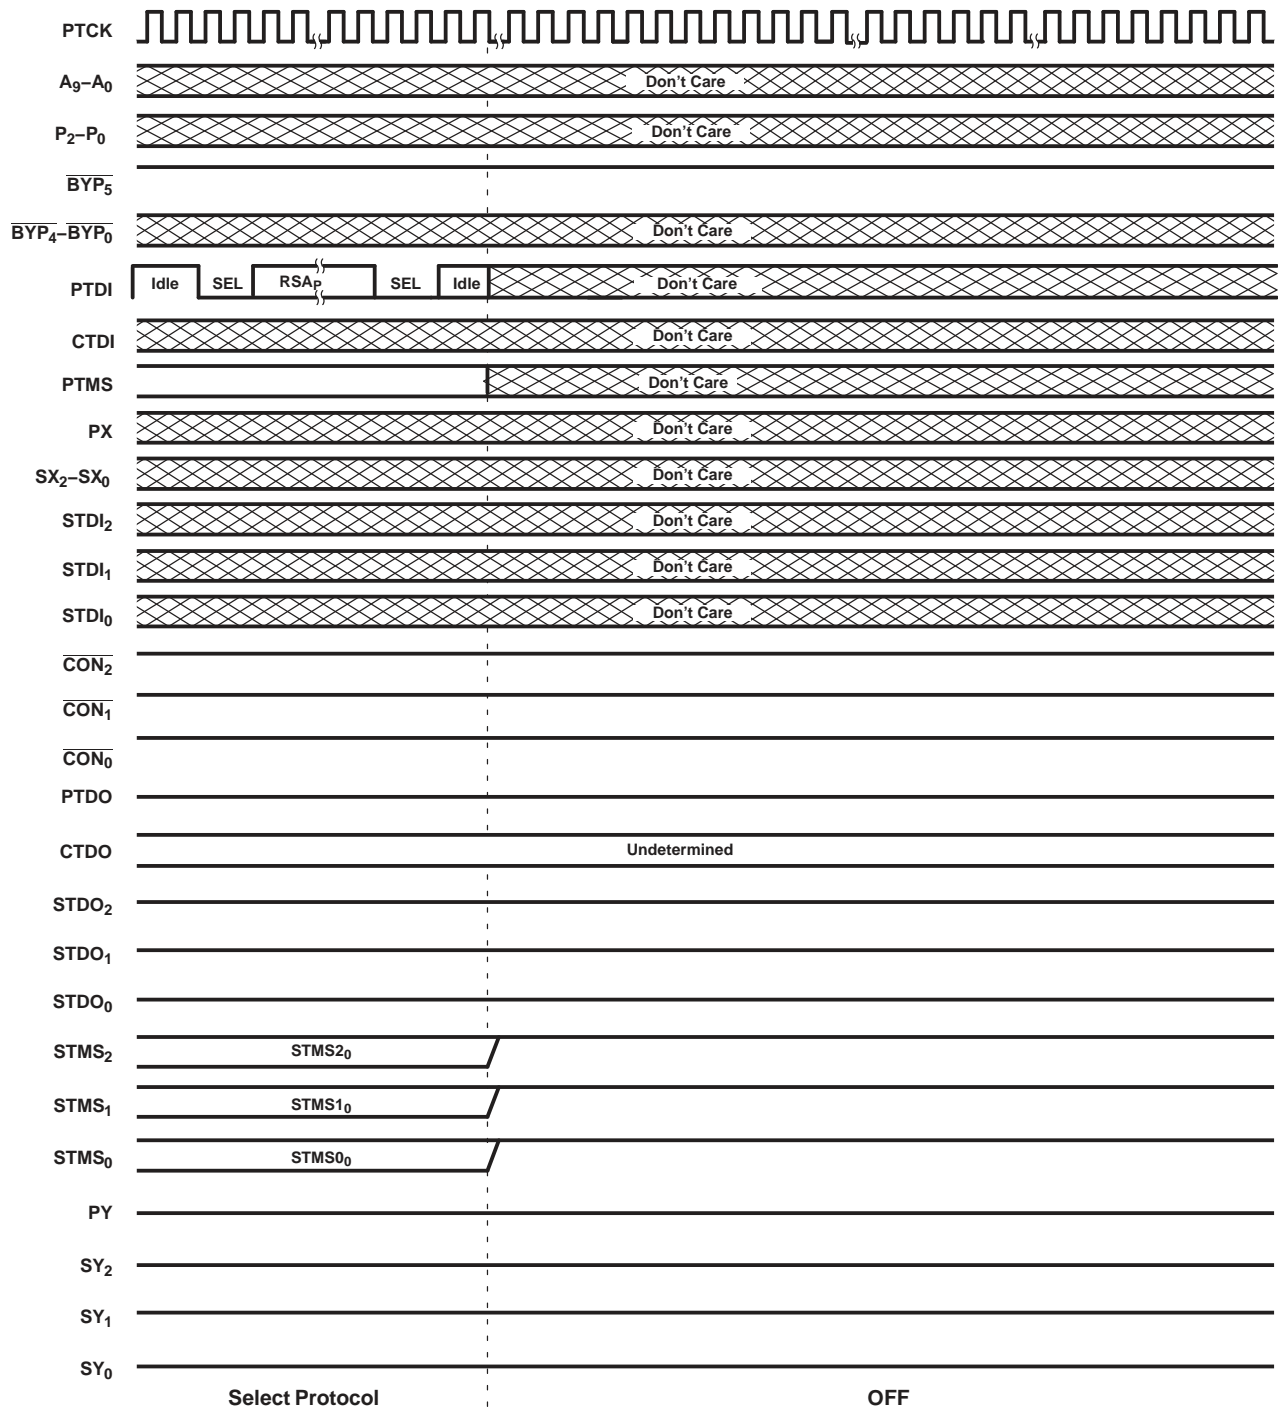 PTCK
A9–A0 Don't Care
P2–P0 Don't Care
BYP5
BYP4–BYP0 Don't Care
PTDI Idle SEL RSAP SEL Idle Don't Care
CTDI Don't Care
PTMS Don't Care
PX Don't Care
SX2–SX0 Don't Care
STDI2 Don't Care
STDI1 Don't Care
STDI0 Don't Care
CON2
CON1
CON0
PTDO
CTDO Undetermined
STDO2
STDO1
STDO0
STMS2 STMS20
STMS1 STMS10
STMS0 STMS00
PY
SY2
SY1
SY0
Select Protocol OFF